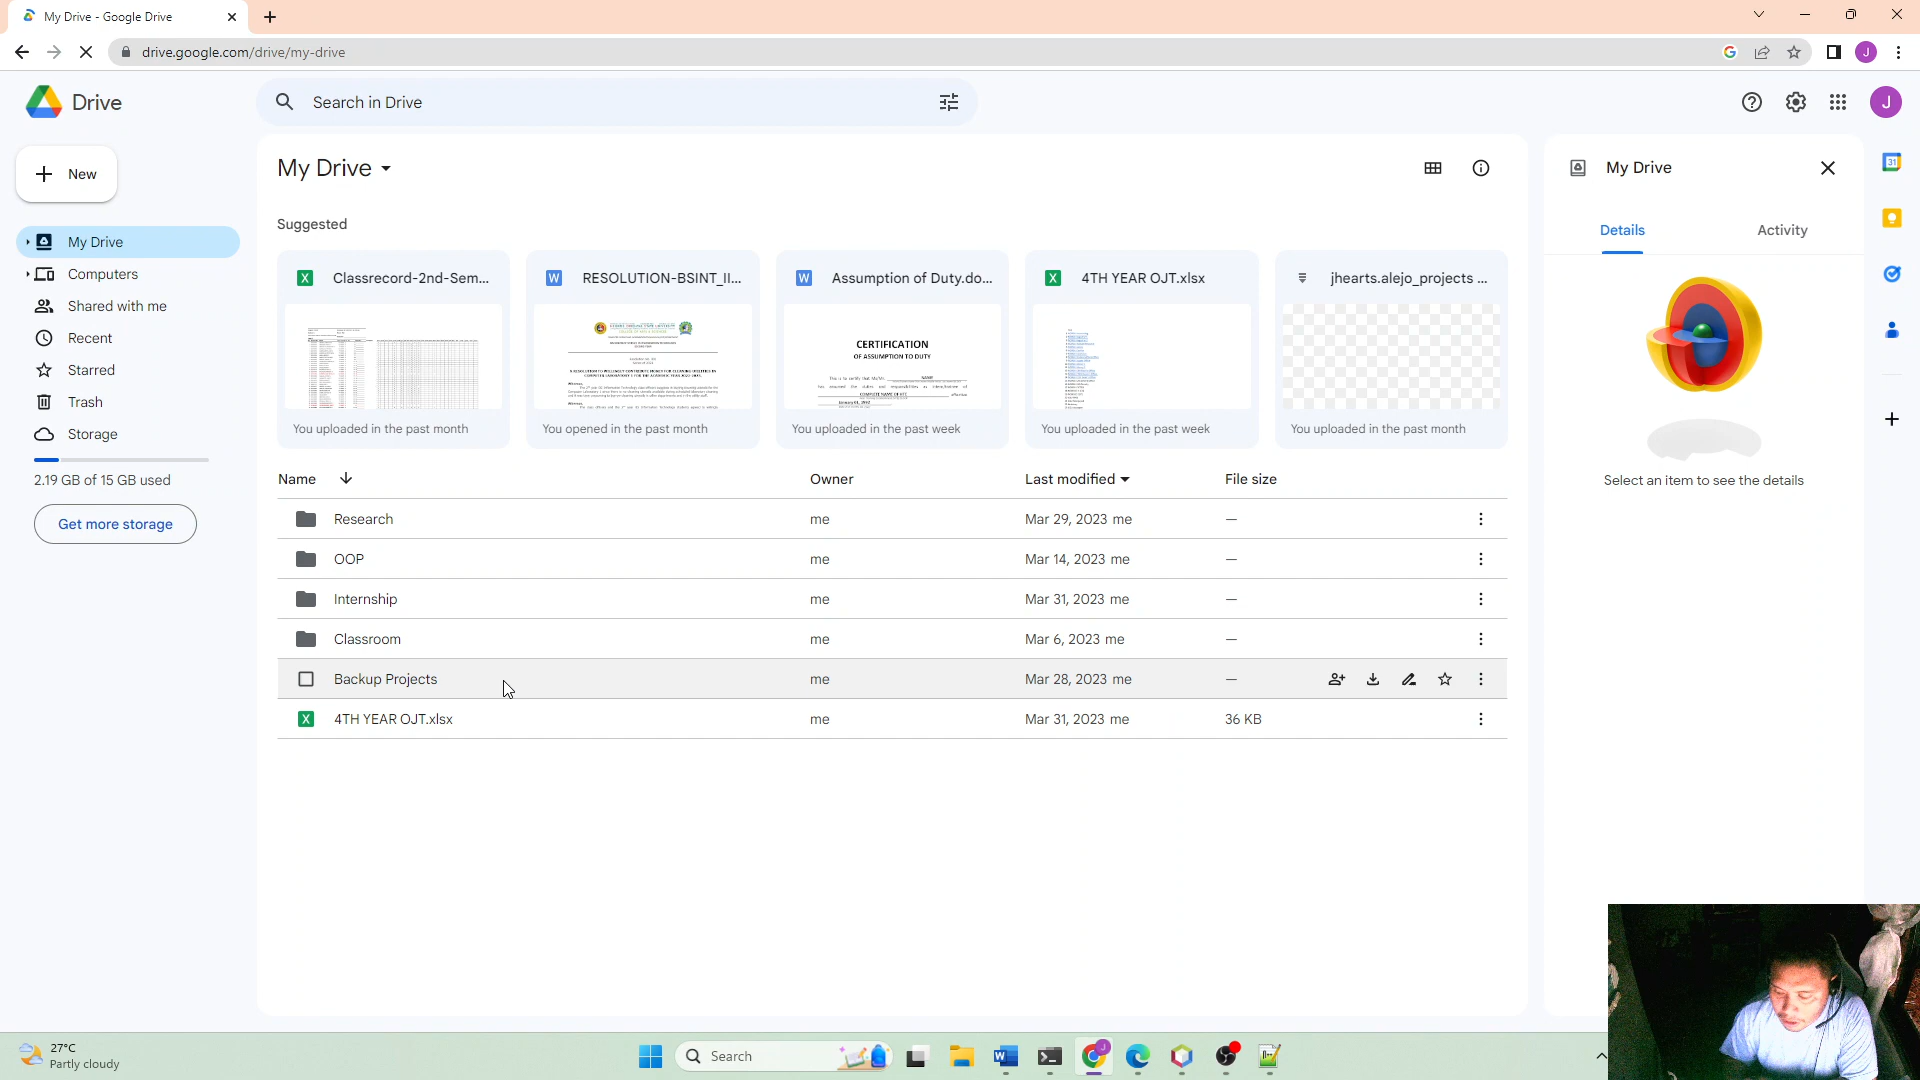 My Drive - Google Drive
drive.google.com/drive/my-drive
J
Drive
Search in Drive
J
New
My Drive
Computers
Shared with me
Recent
Starred
Trash
Storage
2.19 GB of 15 GB used
Get more storage
My Drive
Suggested
Classrecord-2nd-Sem...
You uploaded in the past month
RESOLUTION-BSINT_II...
You opened in the past month
Assumption of Duty.do...
CERTIFICATION
OF ASSUMPTION TO DUTY
You uploaded in the past week
4TH YEAR OJT.xlsx
You uploaded in the past week
jhearts.alejo_projects ...
You uploaded in the past month
Name Owner Last modified File size
Research me Mar 29, 2023 me —
OOP me Mar 14, 2023 me —
Internship me Mar 31, 2023 me —
Classroom me Mar 6, 2023 me —
Backup Projects me Mar 28, 2023 me —
4TH YEAR OJT.xlsx me Mar 31, 2023 me 36 KB
My Drive
Details Activity
Select an item to see the details
31
27°C
Partly cloudy
Search